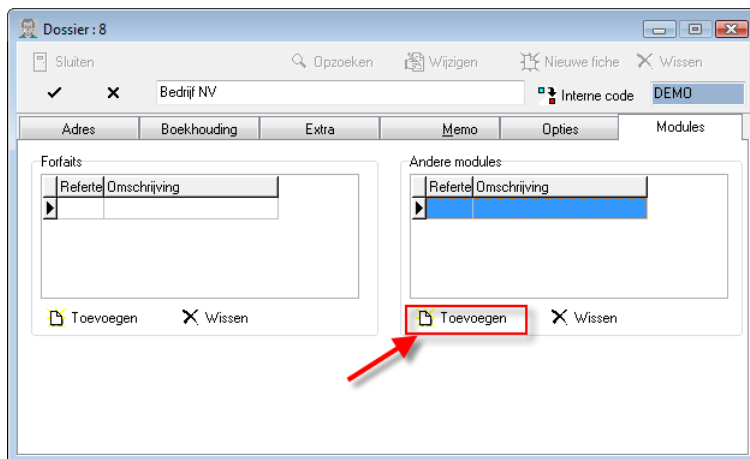 Dossier : 8
Sluiten Opzoeken Wijzigen Nieuwe fiche Wissen
Bedrijf NV Interne code DEMO
Adres Boekhouding Extra Memo Opties Modules
Forfaits Andere modules
Referte Omschrijving Referte Omschrijving
Toevoegen Wissen Toevoegen Wissen